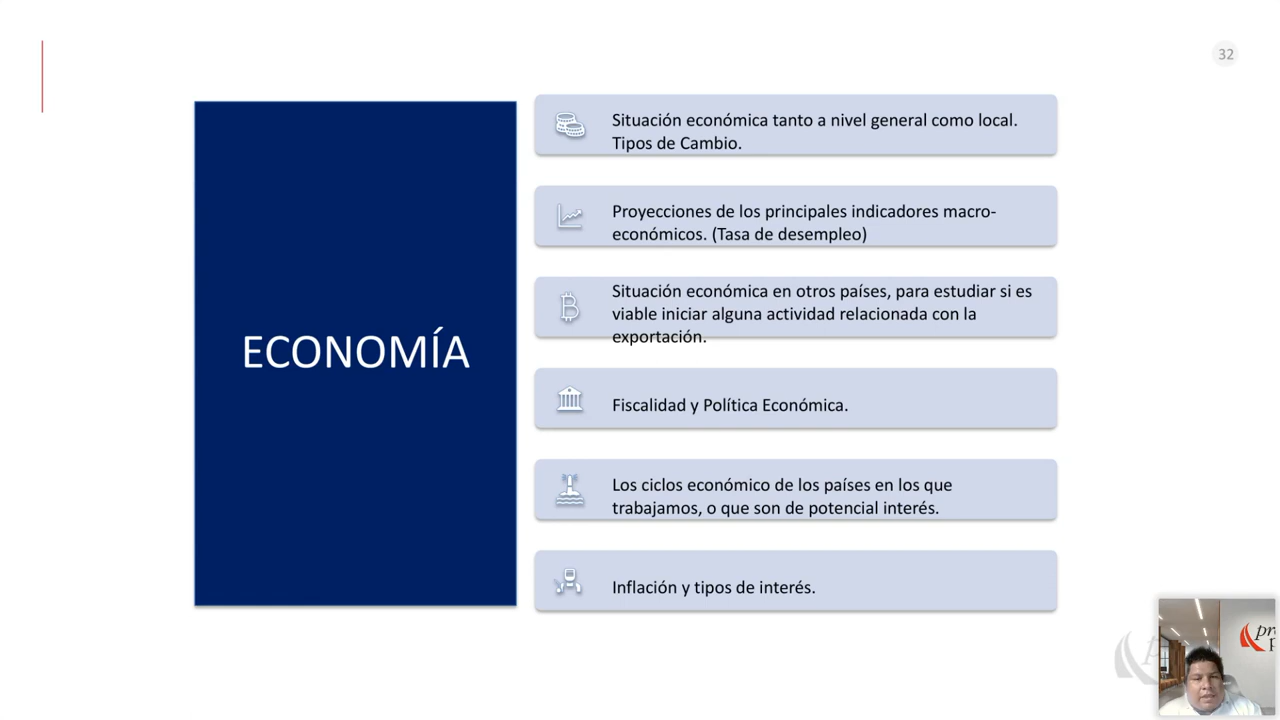 32
ECONOMÍA
Situación económica tanto a nivel general como local.
Tipos de Cambio.
Proyecciones de los principales indicadores macro-
económicos. (Tasa de desempleo)
Situación económica en otros países, para estudiar si es
viable iniciar alguna actividad relacionada con la
exportación.
Fiscalidad y Política Económica.
Los ciclos económico de los países en los que
trabajamos, o que son de potencial interés.
Inflación y tipos de interés.